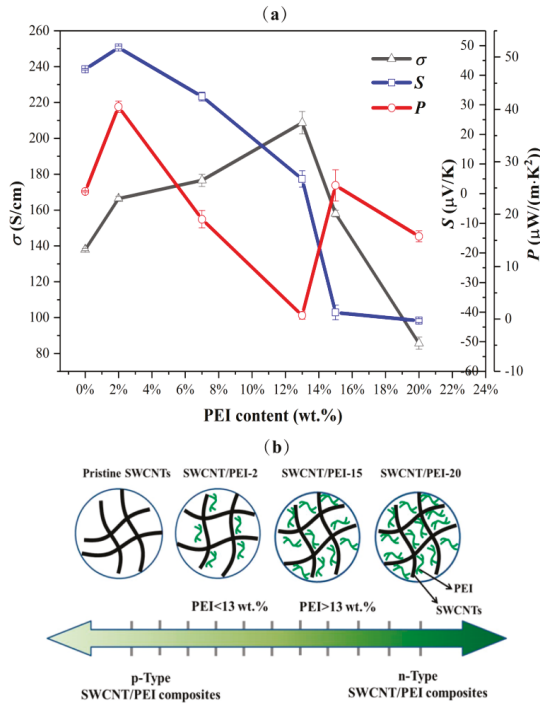 (a)
260
240
220
200
180
160
140
120
100
80
σ (S/cm)
σ
S
P
50
40
30
20
10
0
-10
-20
-30
-40
-50
-60
S (μV/K)
50
40
30
20
10
0
-10
P (μW/(m·K²)
0% 2% 4% 6% 8% 10% 12% 14% 16% 18% 20% 22% 24%
PEI content (wt.%)
(b)
Pristine SWCNTs SWCNT/PEI-2 SWCNT/PEI-15 SWCNT/PEI-20
PEI
SWCNTs
PEI<13 wt.% PEI>13 wt.%
p-Type n-Type
SWCNT/PEI composites SWCNT/PEI composites